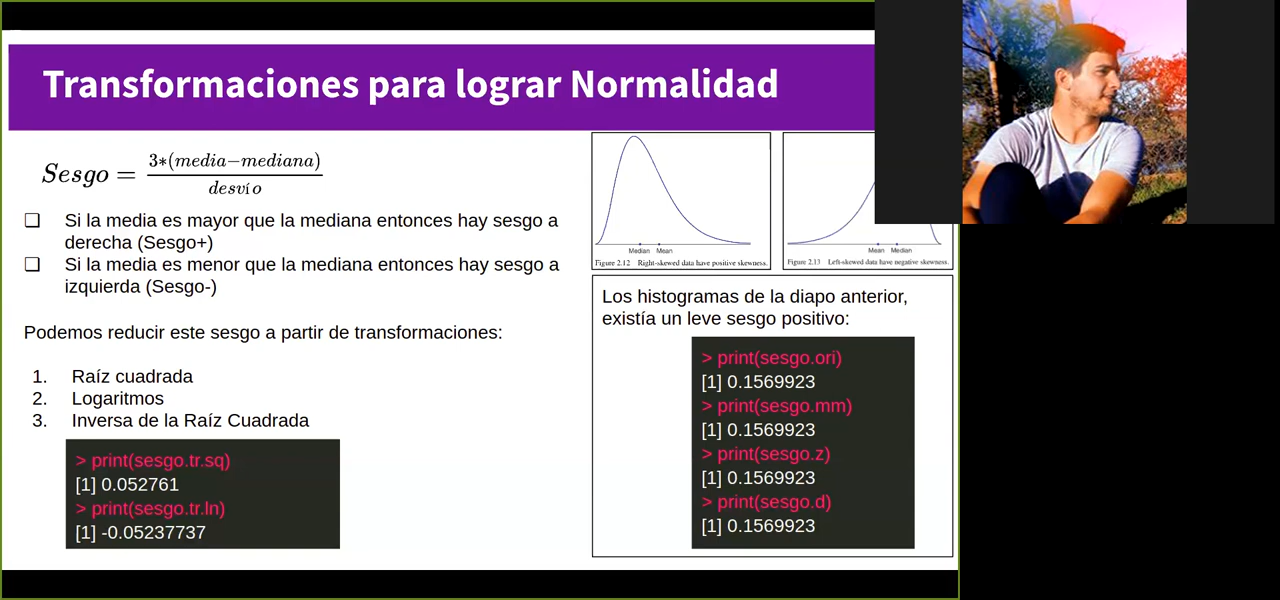 Transformaciones para lograr Normalidad
Sesgo = 3*(media−mediana) / desvío
❑ Si la media es mayor que la mediana entonces hay sesgo a
derecha (Sesgo+)
❑ Si la media es menor que la mediana entonces hay sesgo a
izquierda (Sesgo-)
Podemos reducir este sesgo a partir de transformaciones:
1. Raíz cuadrada
2. Logaritmos
3. Inversa de la Raíz Cuadrada
> print(sesgo.tr.sq)
[1] 0.052761
> print(sesgo.tr.ln)
[1] -0.05237737
Median Mean
Figure 2.12 Right-skewed data have positive skewness.
Mean Median
Figure 2.13 Left-skewed data have negative skewness.
Los histogramas de la diapo anterior,
existía un leve sesgo positivo:
> print(sesgo.ori)
[1] 0.1569923
> print(sesgo.mm)
[1] 0.1569923
> print(sesgo.z)
[1] 0.1569923
> print(sesgo.d)
[1] 0.1569923